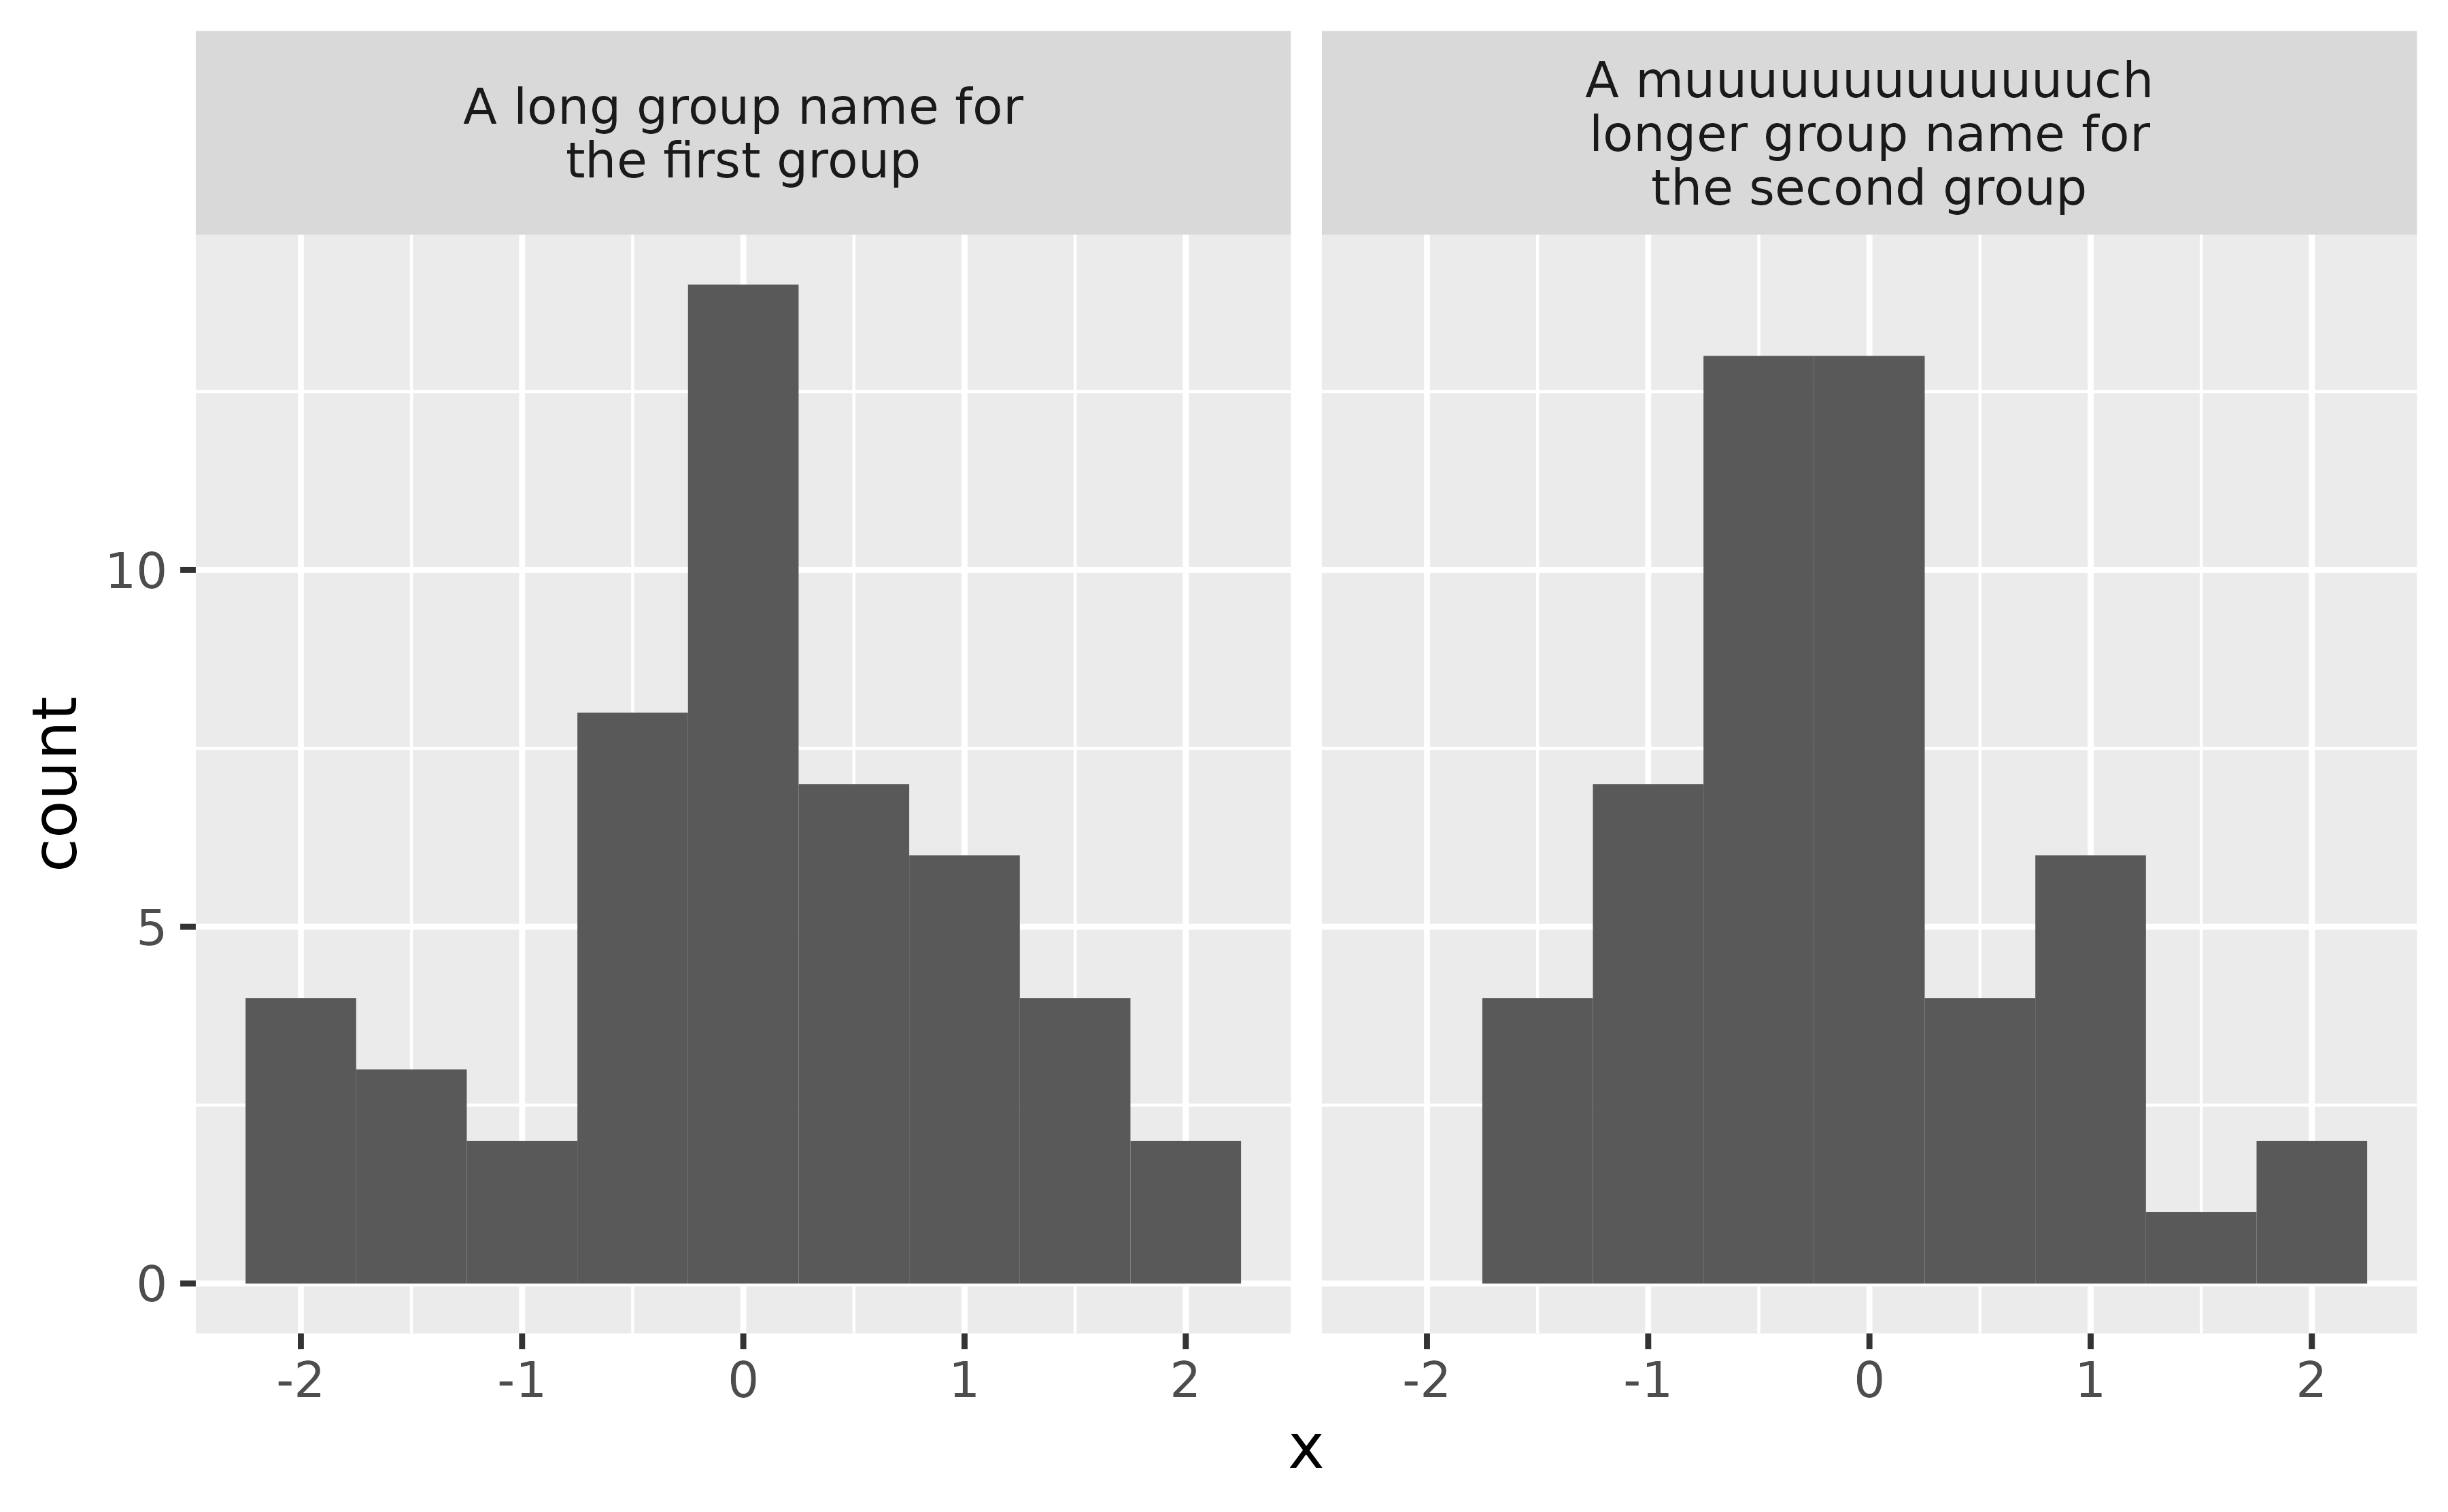 A long group name for
the first group
A muuuuuuuuuuuuuch
longer group name for
the second group
count
10
5
0
-2 -1 0 1 2
-2 -1 0 1 2
x